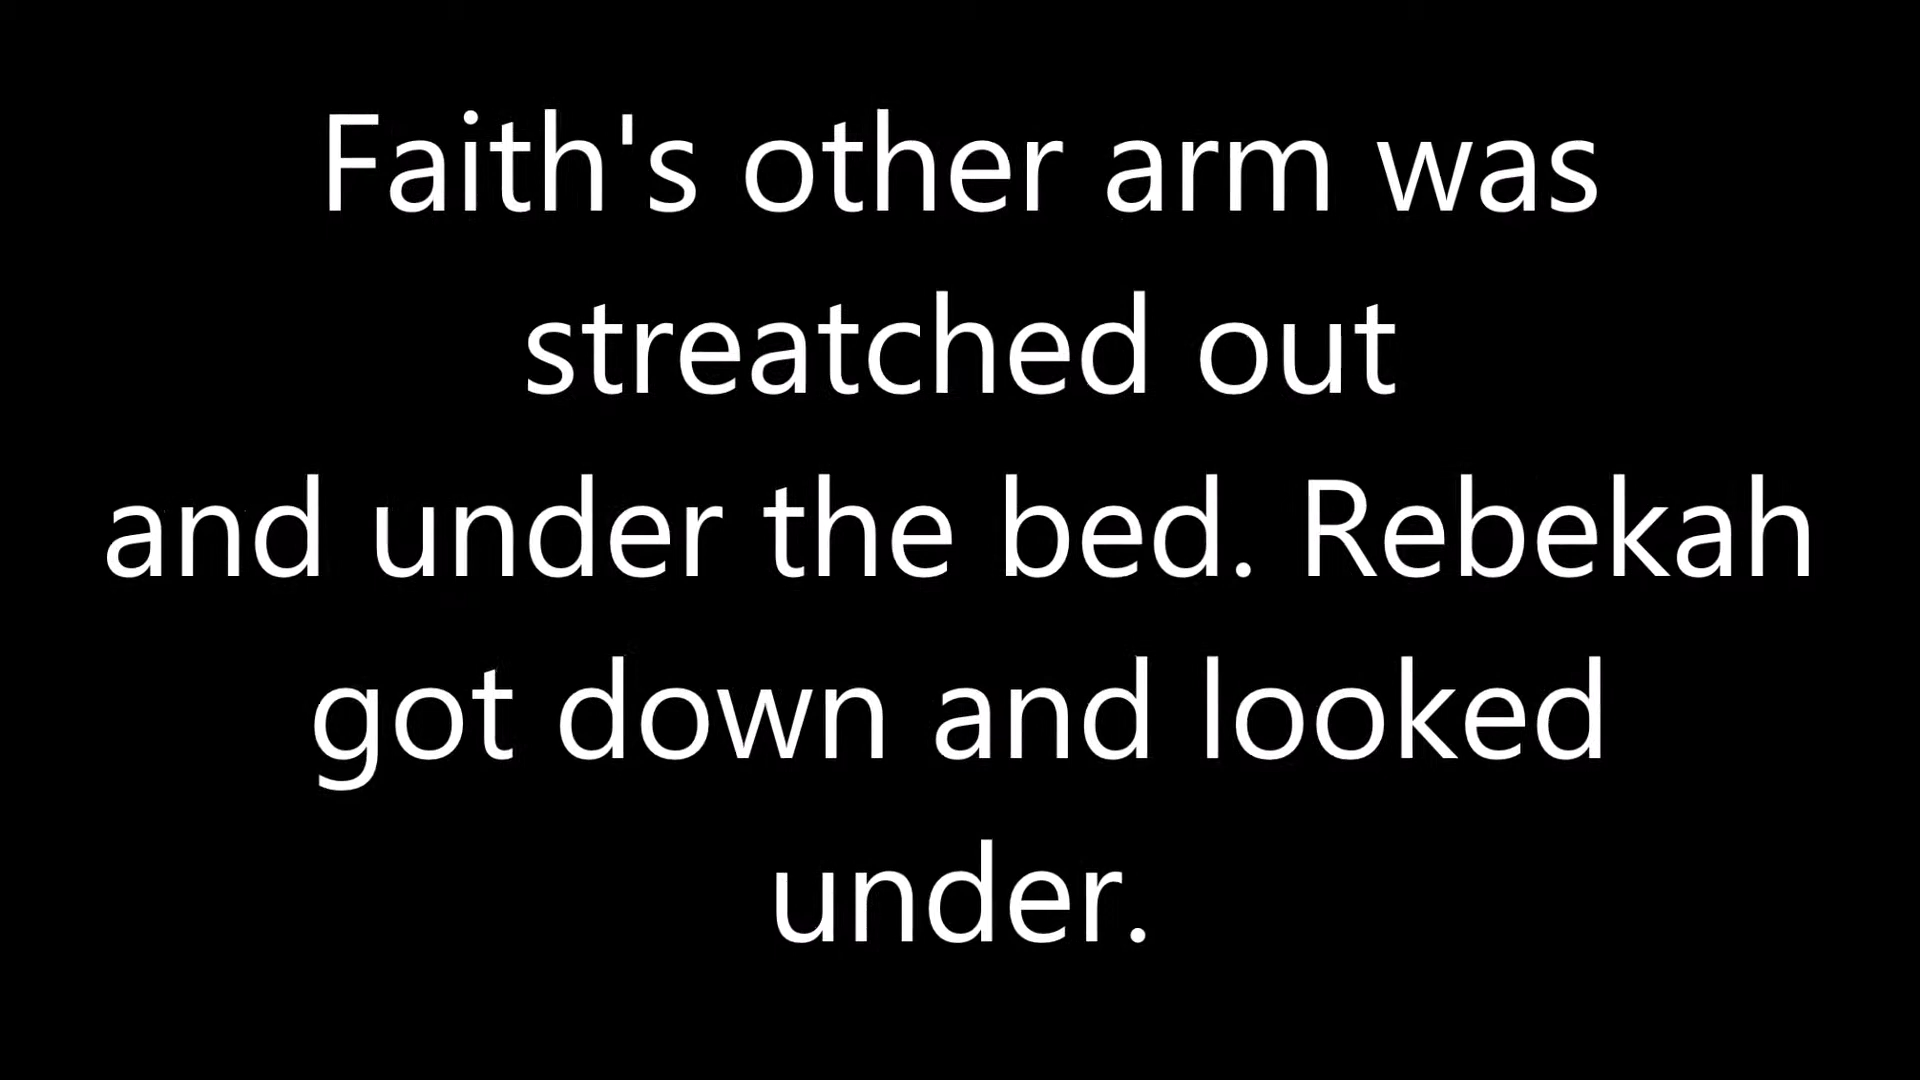 Faith's other arm was
streatched out
and under the bed. Rebekah
got down and looked
under.